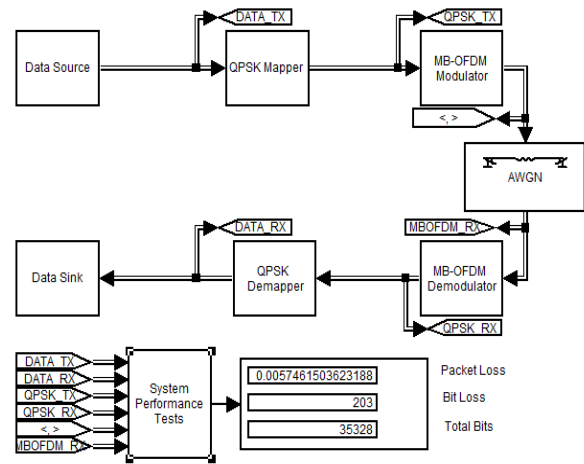 DATA_TX
QPSK_TX
Data Source
QPSK Mapper
MB-OFDM
Modulator
<, >
AWGN
DATA_RX
MBOFDM_RX
Data Sink
QPSK
Demapper
MB-OFDM
Demodulator
QPSK_RX
DATA_TX
DATA_RX
QPSK_TX
QPSK_RX
<, >
MBOFDM_RX
System
Performance
Tests
0.0057461503623188
203
35328
Packet Loss
Bit Loss
Total Bits